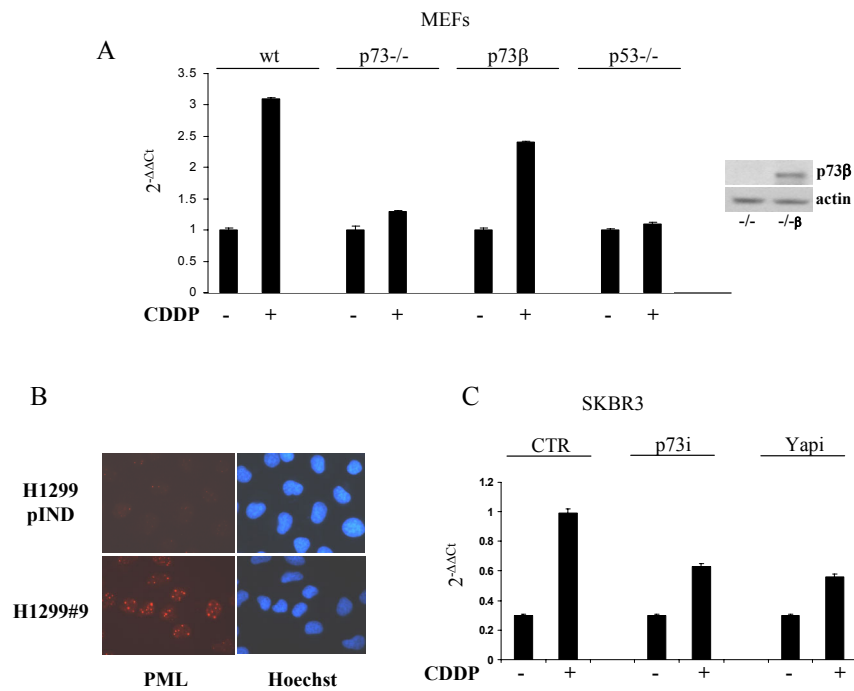 MEFs
A
wt p73-/- p73β p53-/-
3.5
3
2.5
2
1.5
1
0.5
0
2-ΔΔCt
CDDP - + - + - + - +
p73β
actin
-/- -/-β
B
H1299
pIND
H1299#9
PML Hoechst
C
SKBR3
CTR p73i Yapi
1.2
1
0.8
0.6
0.4
0.2
0
2-ΔΔCt
CDDP - + - + - +